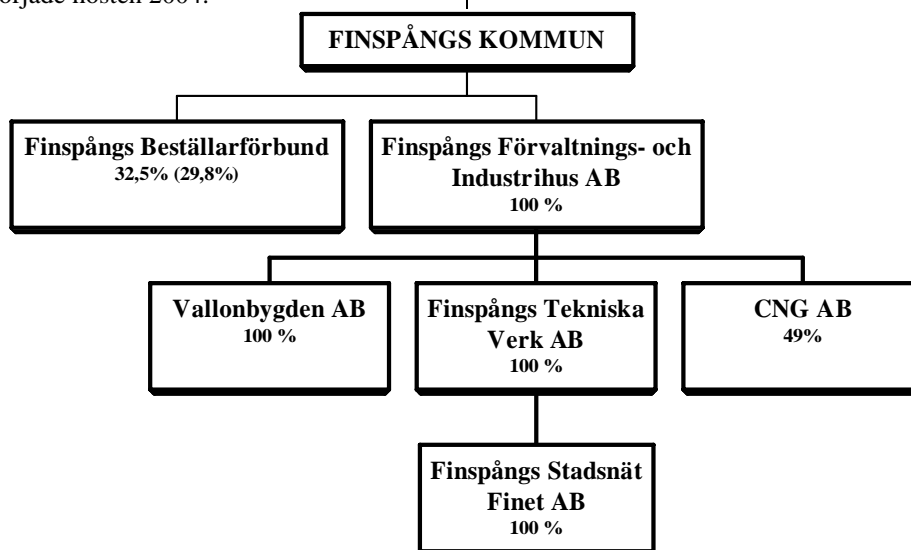 hösten 2004.
FINSPÅNGS KOMMUN
Finspångs Beställarförbund
32,5% (29,8%)
Finspångs Förvaltnings- och
Industrihus AB
100 %
Vallonbygden AB
100 %
Finspångs Tekniska
Verk AB
100 %
CNG AB
49%
Finspångs Stadsnät
Finet AB
100 %